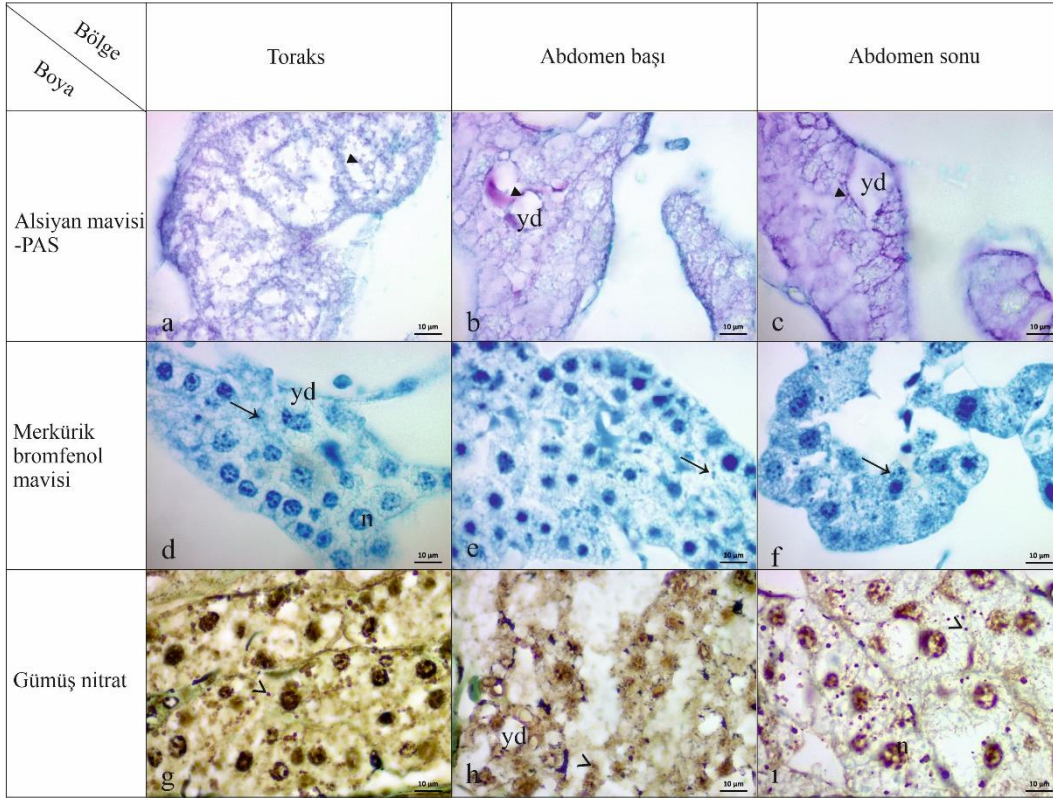 Bölge
Boya
Toraks
Abdomen başı
Abdomen sonu
Alsiyan mavisi
-PAS
a
10 µm
yd
b
10 µm
yd
c
10 µm
Merkürik
bromfenol
mavisi
yd
n
d
10 µm
e
10 µm
f
10 µm
Gümüş nitrat
g
10 µm
yd
h
10 µm
n
ı
10 µm